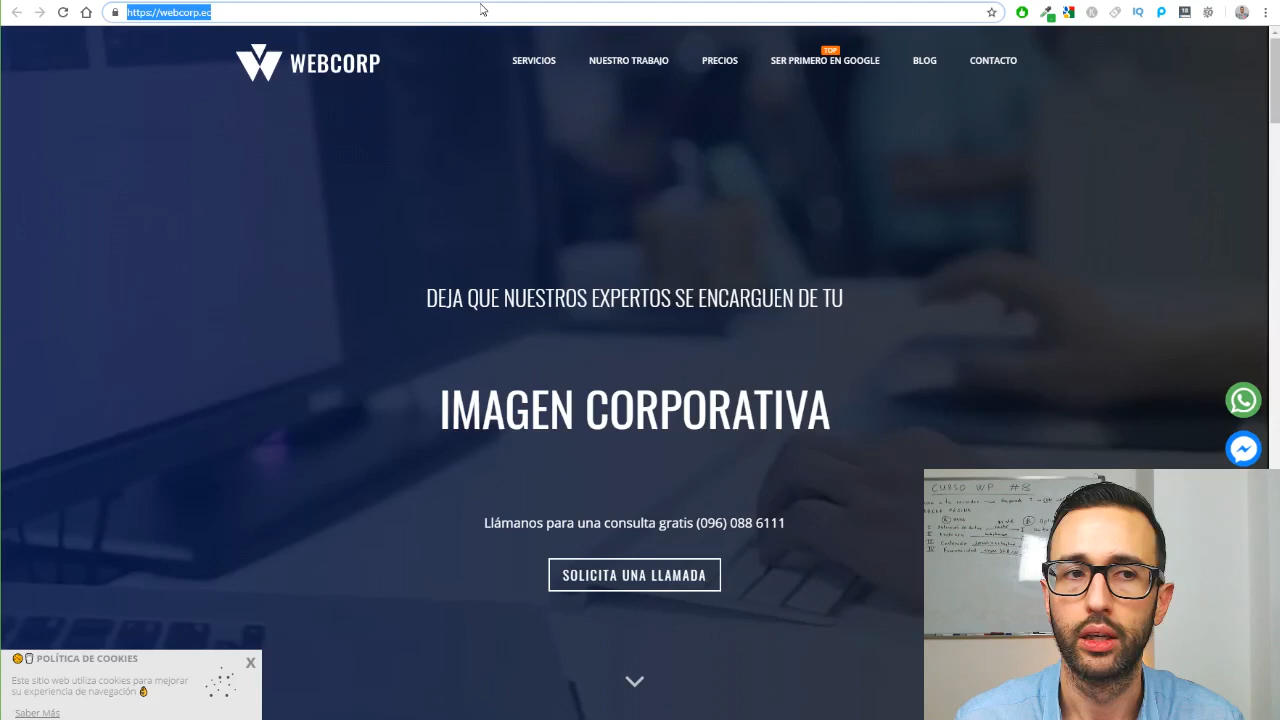 https://webcorp.ec
WEBCORP
SERVICIOS
NUESTRO TRABAJO
PRECIOS
TOP
SER PRIMERO EN GOOGLE
BLOG
CONTACTO
DEJA QUE NUESTROS EXPERTOS SE ENCARGUEN DE TU
IMAGEN CORPORATIVA
Llámanos para una consulta gratis (096) 088 6111
SOLICITA UNA LLAMADA
CURSO WP #8
POLÍTICA DE COOKIES
X
Este sitio web utiliza cookies para mejorar
su experiencia de navegación
Saber Más